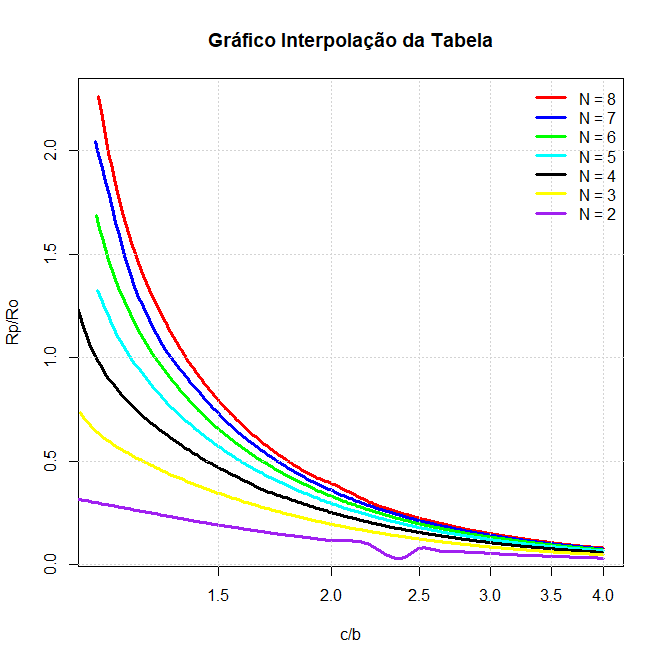 Gráfico Interpolação da Tabela
Rp/Ro
2.0
1.5
1.0
0.5
0.0
N = 8
N = 7
N = 6
N = 5
N = 4
N = 3
N = 2
1.5 2.0 2.5 3.0 3.5 4.0
c/b